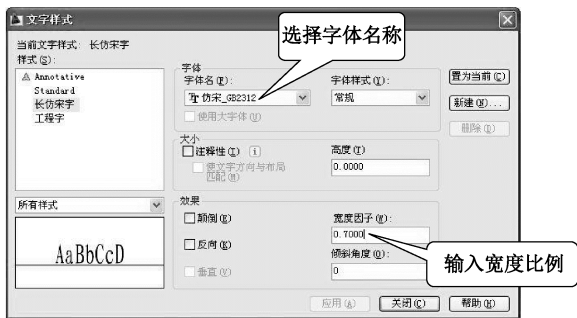 文字样式
选择字体名称
当前文字样式: 长仿宋字
样式(S):
Annotative
Standard
长仿宋字
工程字
所有样式
AaBbCcD
字体
字体名(F):
仿宋_GB2312
使用大字体(U)
字体样式(Y):
常规
大小
注释性(I)
使文字方向与布局
匹配(M)
高度(T)
0.0000
效果
颠倒(E)
反向(K)
垂直(V)
宽度因子(W):
0.7000
倾斜角度(O):
0
输入宽度比例
置为当前(C)
新建(N)...
删除(D)
应用(A)
关闭(C)
帮助(H)